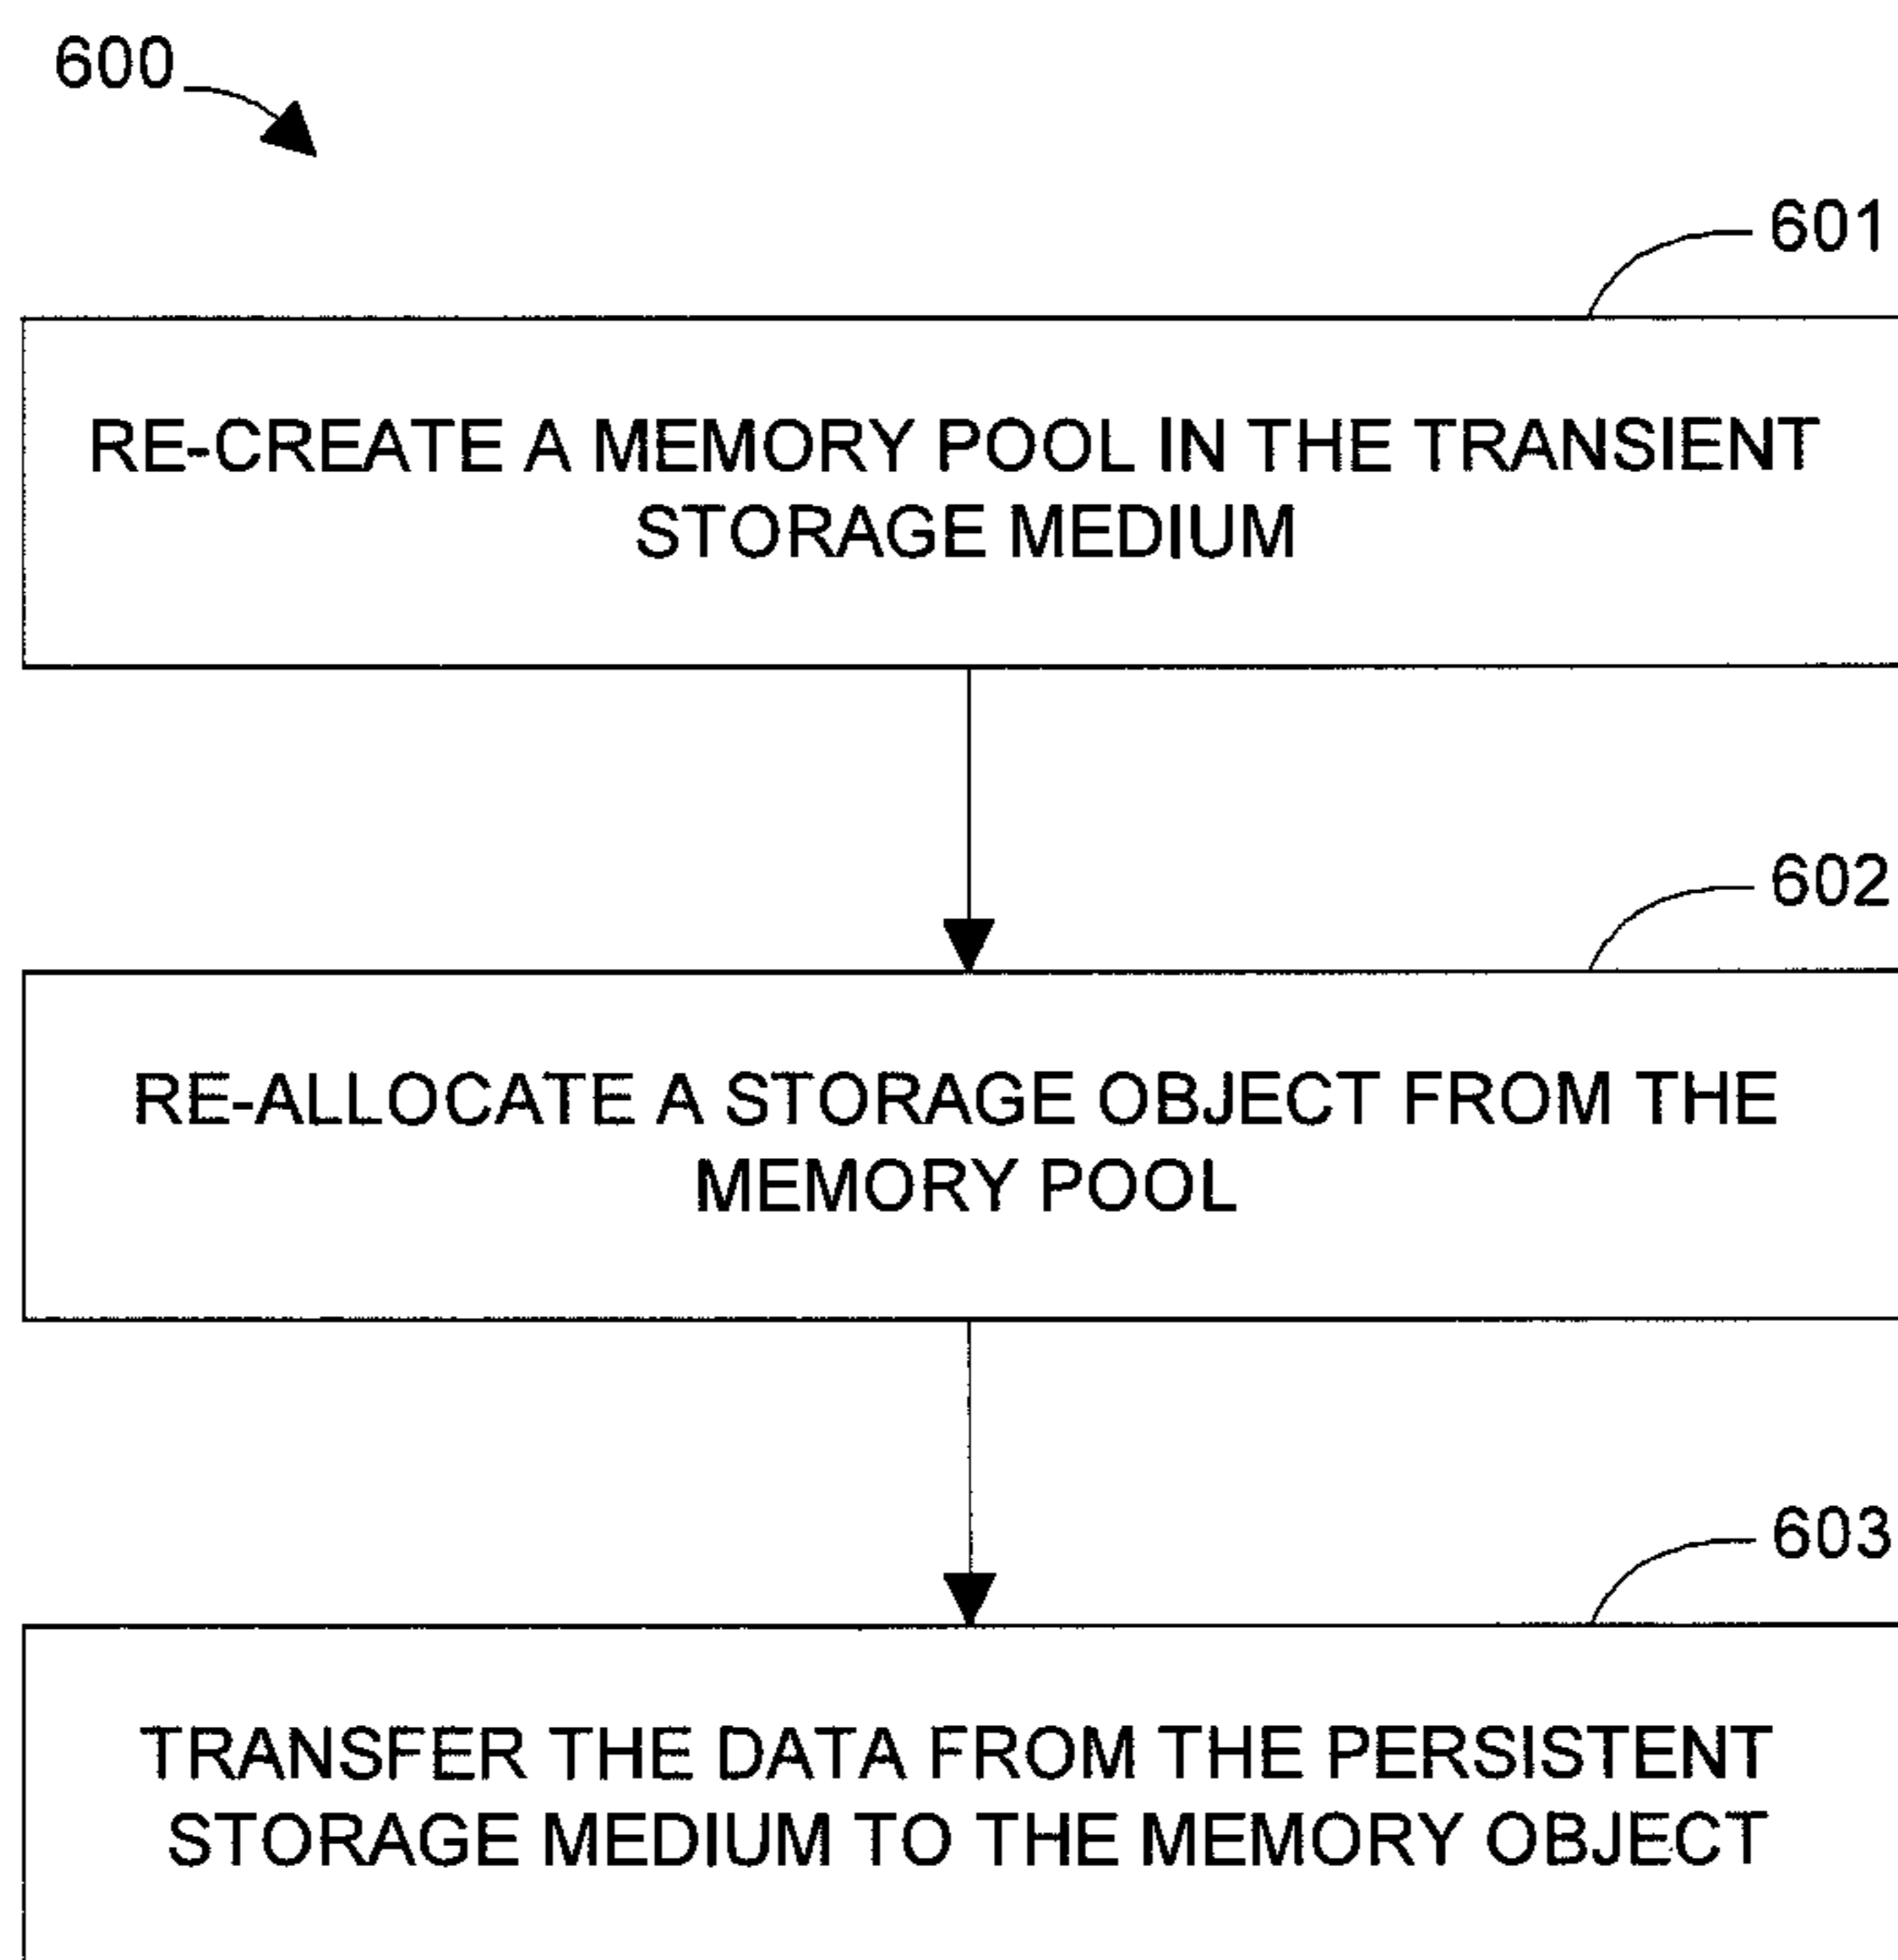 600
601
RE-CREATE A MEMORY POOL IN THE TRANSIENT
STORAGE MEDIUM
602
RE-ALLOCATE A STORAGE OBJECT FROM THE
MEMORY POOL
603
TRANSFER THE DATA FROM THE PERSISTENT
STORAGE MEDIUM TO THE MEMORY OBJECT